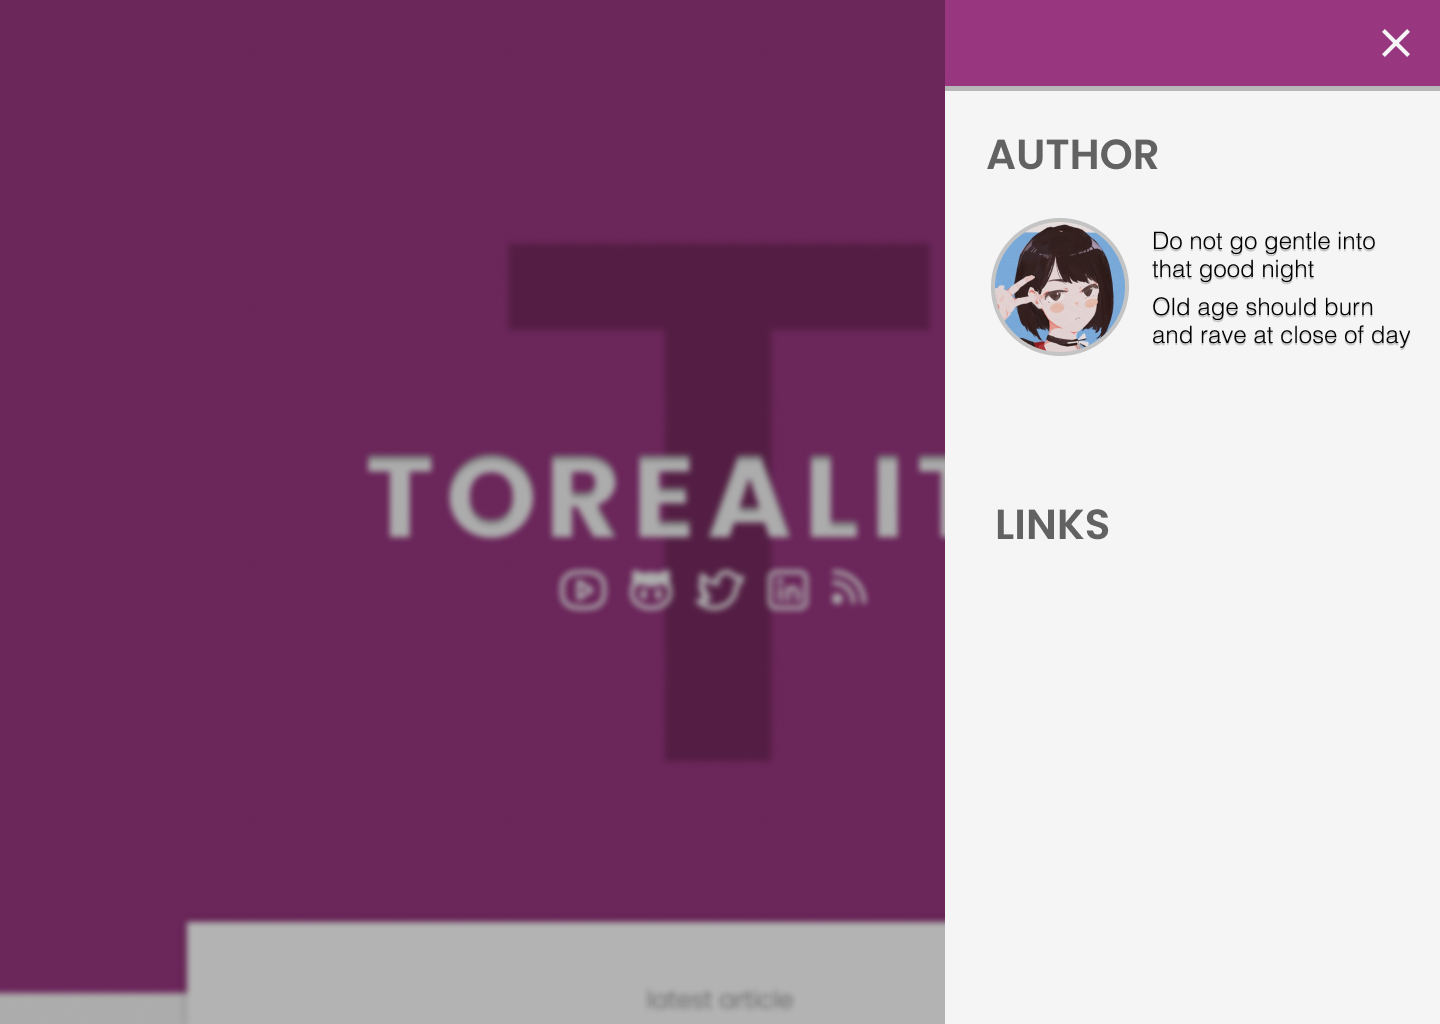 AUTHOR
Do not go gentle into
that good night
Old age should burn
and rave at close of day
T
TOREALIT
LINKS
latest article